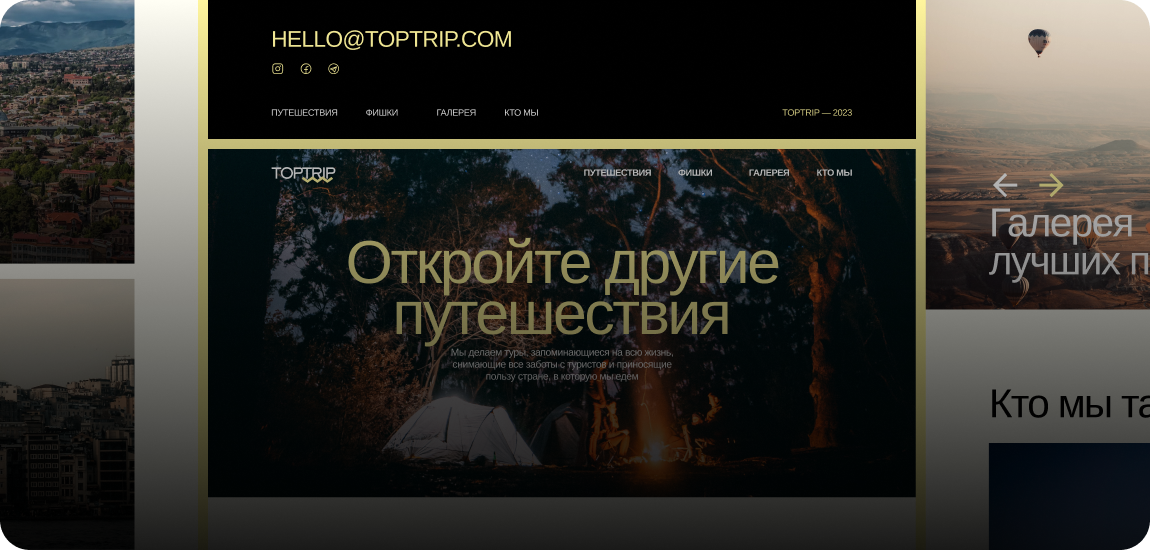 HELLO@TOPTRIP.COM
ПУТЕШЕСТВИЯ ФИШКИ ГАЛЕРЕЯ КТО МЫ TOPTRIP — 2023
TOPTRIP ПУТЕШЕСТВИЯ ФИШКИ ГАЛЕРЕЯ КТО МЫ
Откройте другие
путешествия
Мы делаем туры, запоминающиеся на всю жизнь,
снимающие все заботы с туристов и приносящие
пользу стране, в которую мы едем
Галерея
лучших п
Кто мы та